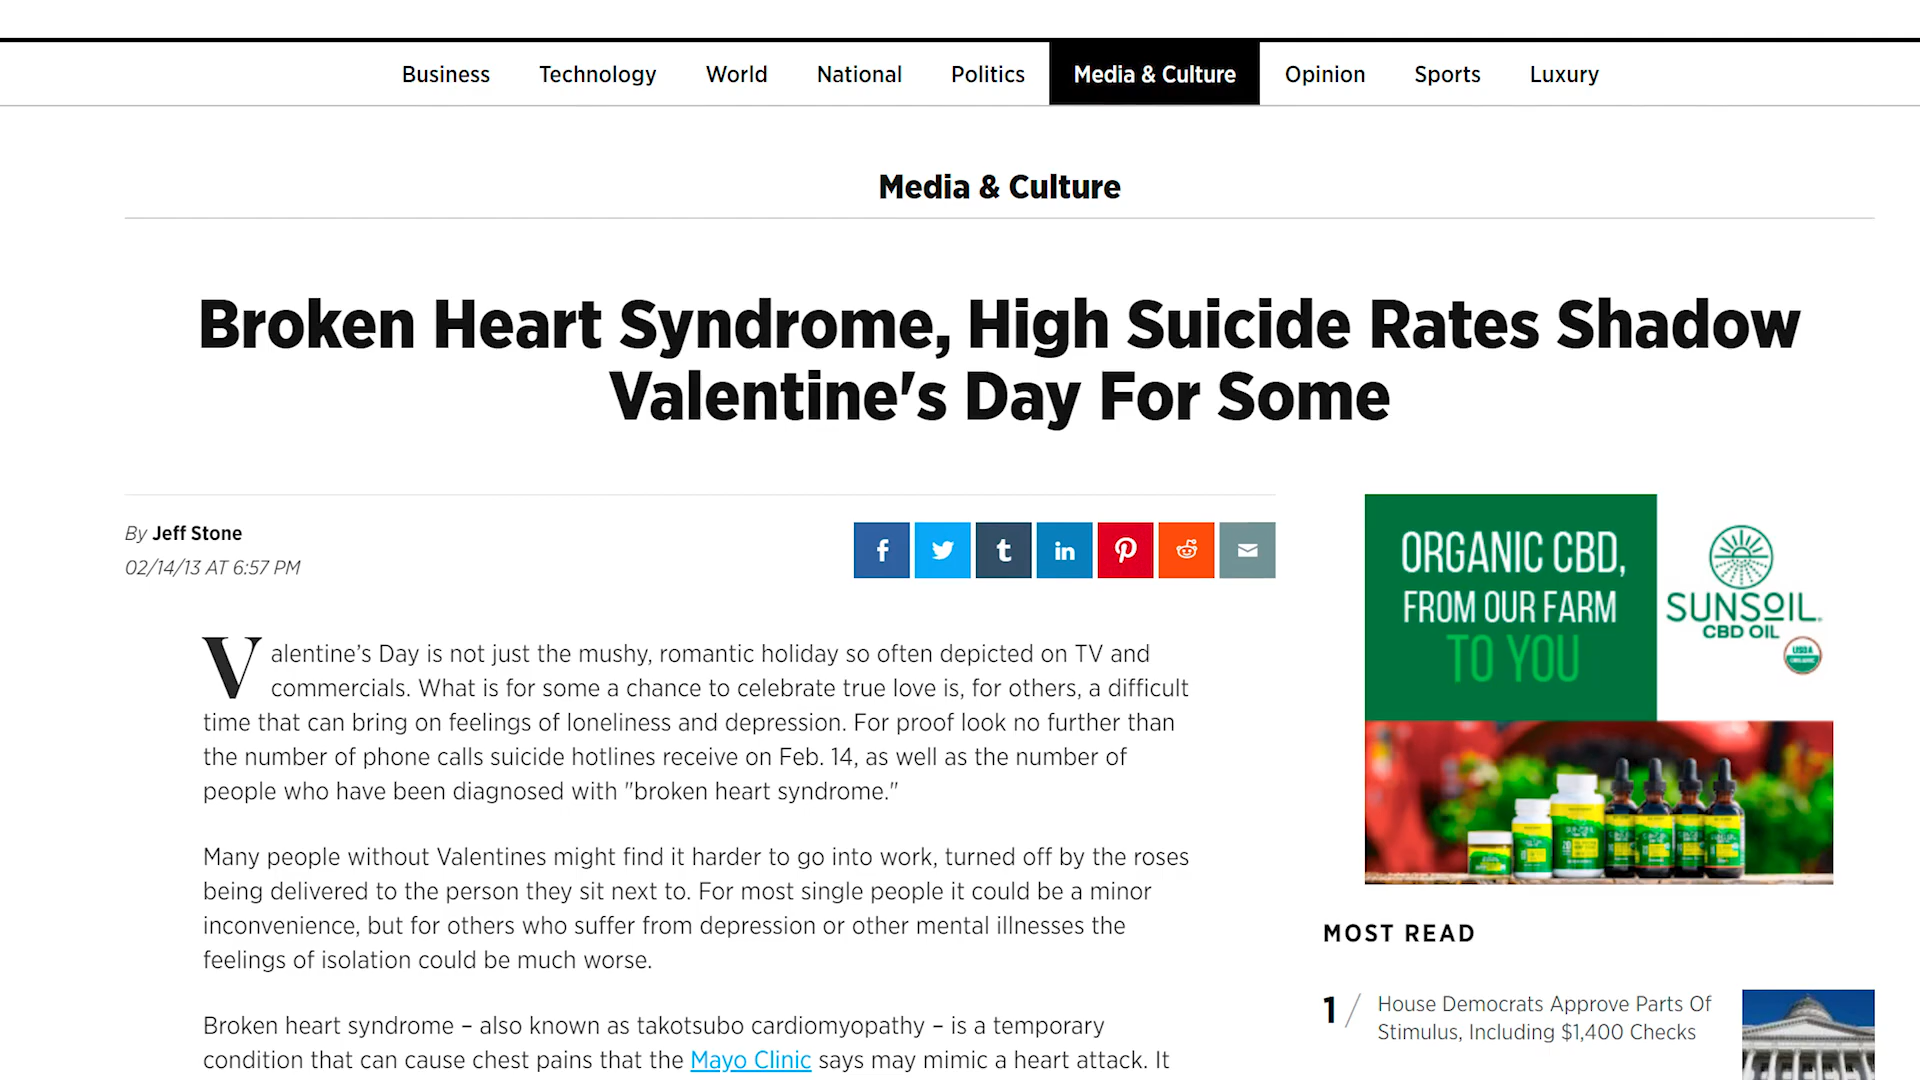 Business Technology World National Politics Media & Culture Opinion Sports Luxury
Media & Culture
Broken Heart Syndrome, High Suicide Rates Shadow
Valentine's Day For Some
By Jeff Stone
02/14/13 AT 6:57 PM
Valentine’s Day is not just the mushy, romantic holiday so often depicted on TV and
commercials. What is for some a chance to celebrate true love is, for others, a difficult
time that can bring on feelings of loneliness and depression. For proof look no further than
the number of phone calls suicide hotlines receive on Feb. 14, as well as the number of
people who have been diagnosed with "broken heart syndrome."
Many people without Valentines might find it harder to go into work, turned off by the roses
being delivered to the person they sit next to. For most single people it could be a minor
inconvenience, but for others who suffer from depression or other mental illnesses the
feelings of isolation could be much worse.
Broken heart syndrome – also known as takotsubo cardiomyopathy – is a temporary
condition that can cause chest pains that the Mayo Clinic says may mimic a heart attack. It
ORGANIC CBD,
FROM OUR FARM
TO YOU
SUNSOIL
CBD OIL
USDA
ORGANIC
MOST READ
1 / House Democrats Approve Parts Of
Stimulus, Including $1,400 Checks